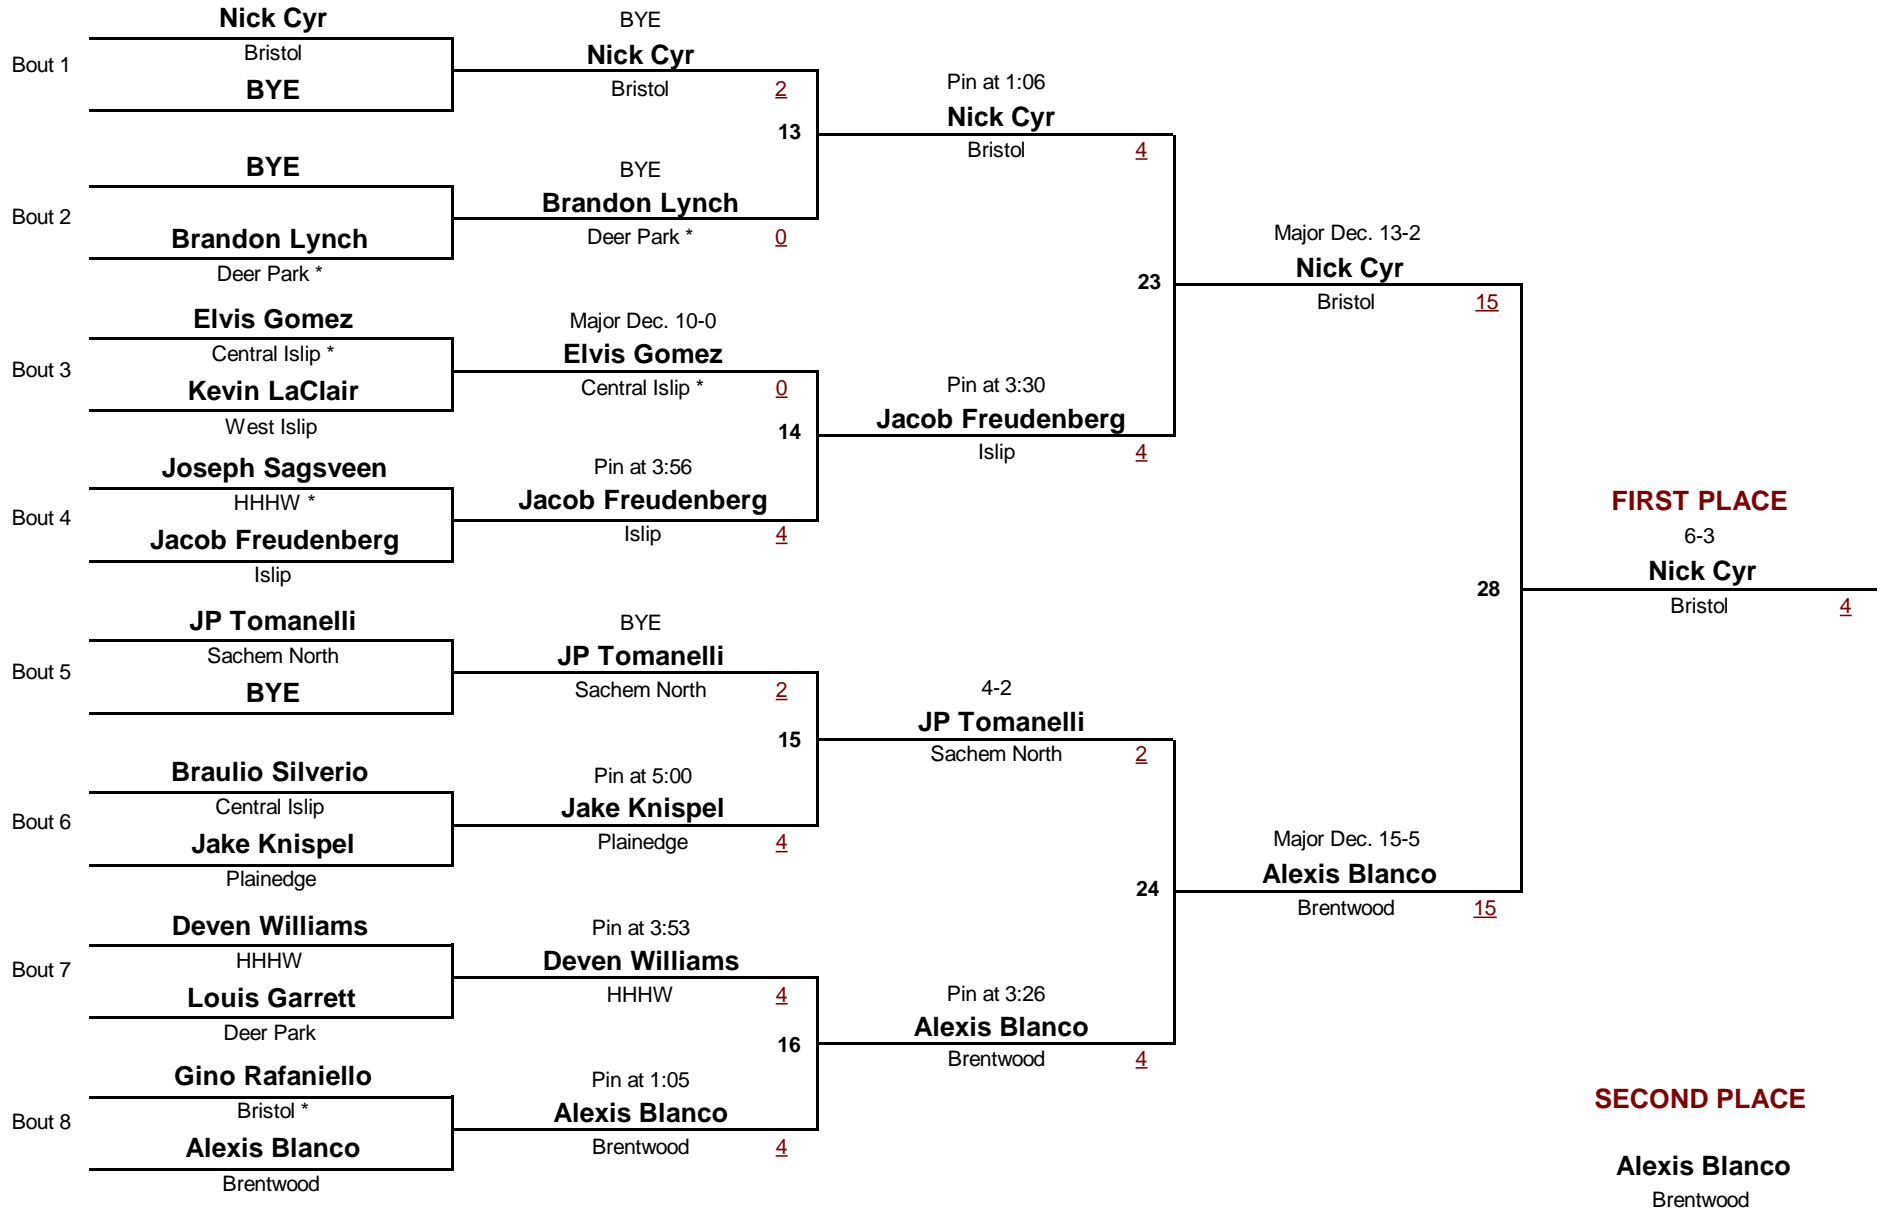 Bout 1
Nick Cyr
Bristol
BYE
Bout 2
BYE
Brandon Lynch
Deer Park *
Bout 3
Elvis Gomez
Central Islip *
Kevin LaClair
West Islip
Bout 4
Joseph Sagsveen
HHHW *
Jacob Freudenberg
Islip
Bout 5
JP Tomanelli
Sachem North
BYE
Bout 6
Braulio Silverio
Central Islip
Jake Knispel
Plainedge
Bout 7
Deven Williams
HHHW
Louis Garrett
Deer Park
Bout 8
Gino Rafaniello
Bristol *
Alexis Blanco
Brentwood
BYE
Nick Cyr
Bristol 2
13
BYE
Brandon Lynch
Deer Park * 0
Major Dec. 10-0
Elvis Gomez
Central Islip * 0
14
Pin at 3:56
Jacob Freudenberg
Islip 4
BYE
JP Tomanelli
Sachem North 2
15
Pin at 5:00
Jake Knispel
Plainedge 4
Pin at 3:53
Deven Williams
HHHW 4
16
Pin at 1:05
Alexis Blanco
Brentwood 4
Pin at 1:06
Nick Cyr
Bristol 4
23
Pin at 3:30
Jacob Freudenberg
Islip 4
4-2
JP Tomanelli
Sachem North 2
24
Pin at 3:26
Alexis Blanco
Brentwood 4
Major Dec. 13-2
Nick Cyr
Bristol 15
28
Major Dec. 15-5
Alexis Blanco
Brentwood 15
FIRST PLACE
6-3
Nick Cyr
Bristol 4
SECOND PLACE
Alexis Blanco
Brentwood